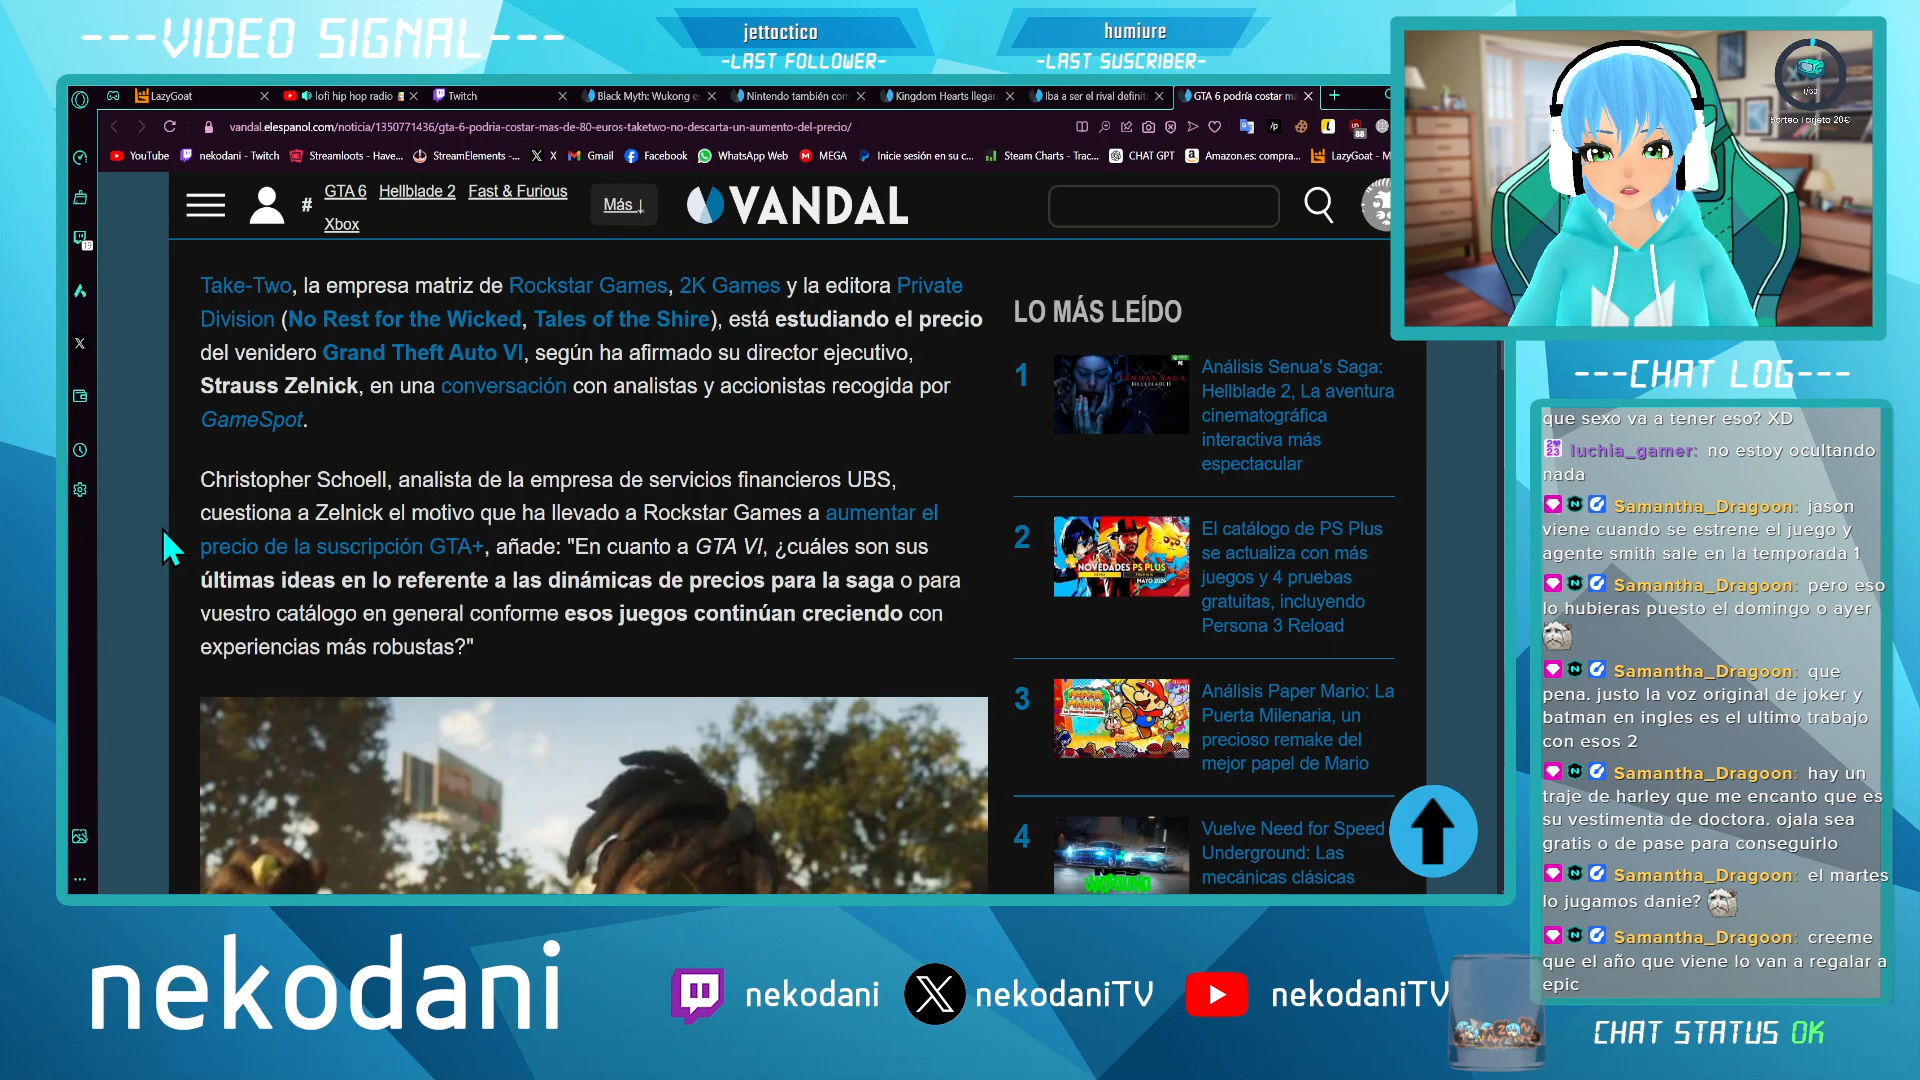 ---VIDEO SIGNAL---
jettactico
-LAST FOLLOWER-
humiure
-LAST SUSCRIBER-
LazyGoat
lofi hip hop radio
Twitch
Black Myth: Wukong e
Nintendo también com
Kingdom Hearts llegar
Iba a ser el rival definit
GTA 6 podría costar m
vandal.elespanol.com/noticia/1350771436/gta-6-podria-costar-mas-de-80-euros-taketwo-no-descarta-un-aumento-del-precio/
88
YouTube
nekodani - Twitch
Streamloots - Have...
StreamElements -...
X
Gmail
Facebook
WhatsApp Web
MEGA
Inicie sesión en su c...
Steam Charts - Trac...
CHAT GPT
Amazon.es: compra...
LazyGoat - M
19
# GTA 6 Hellblade 2 Fast & Furious
Xbox
Más ↓
VANDAL
Take-Two, la empresa matriz de Rockstar Games, 2K Games y la editora Private
Division (No Rest for the Wicked, Tales of the Shire), está estudiando el precio
del venidero Grand Theft Auto VI, según ha afirmado su director ejecutivo,
Strauss Zelnick, en una conversación con analistas y accionistas recogida por
GameSpot.
Christopher Schoell, analista de la empresa de servicios financieros UBS,
cuestiona a Zelnick el motivo que ha llevado a Rockstar Games a aumentar el
precio de la suscripción GTA+, añade: "En cuanto a GTA VI, ¿cuáles son sus
últimas ideas en lo referente a las dinámicas de precios para la saga o para
vuestro catálogo en general conforme esos juegos continúan creciendo con
experiencias más robustas?"
LO MÁS LEÍDO
1
Análisis Senua's Saga:
Hellblade 2, La aventura
cinematográfica
interactiva más
espectacular
2
NOVEDADES PS PLUS
MAYO 2024
El catálogo de PS Plus
se actualiza con más
juegos y 4 pruebas
gratuitas, incluyendo
Persona 3 Reload
3
Análisis Paper Mario: La
Puerta Milenaria, un
precioso remake del
mejor papel de Mario
4
Vuelve Need for Speed
Underground: Las
mecánicas clásicas
Sorteo Tarjeta 20€
---CHAT LOG---
que sexo va a tener eso? XD
luchia_gamer: no estoy ocultando
nada
Samantha_Dragoon: jason
viene cuando se estrene el juego y
agente smith sale en la temporada 1
Samantha_Dragoon: pero eso
lo hubieras puesto el domingo o ayer
Samantha_Dragoon: que
pena. justo la voz original de joker y
batman en ingles es el ultimo trabajo
con esos 2
Samantha_Dragoon: hay un
traje de harley que me encanto que es
su vestimenta de doctora. ojala sea
gratis o de pase para conseguirlo
Samantha_Dragoon: el martes
lo jugamos danie?
Samantha_Dragoon: creeme
que el año que viene lo van a regalar a
epic
nekodani
nekodani
nekodaniTV
nekodaniTV
CHAT STATUS OK